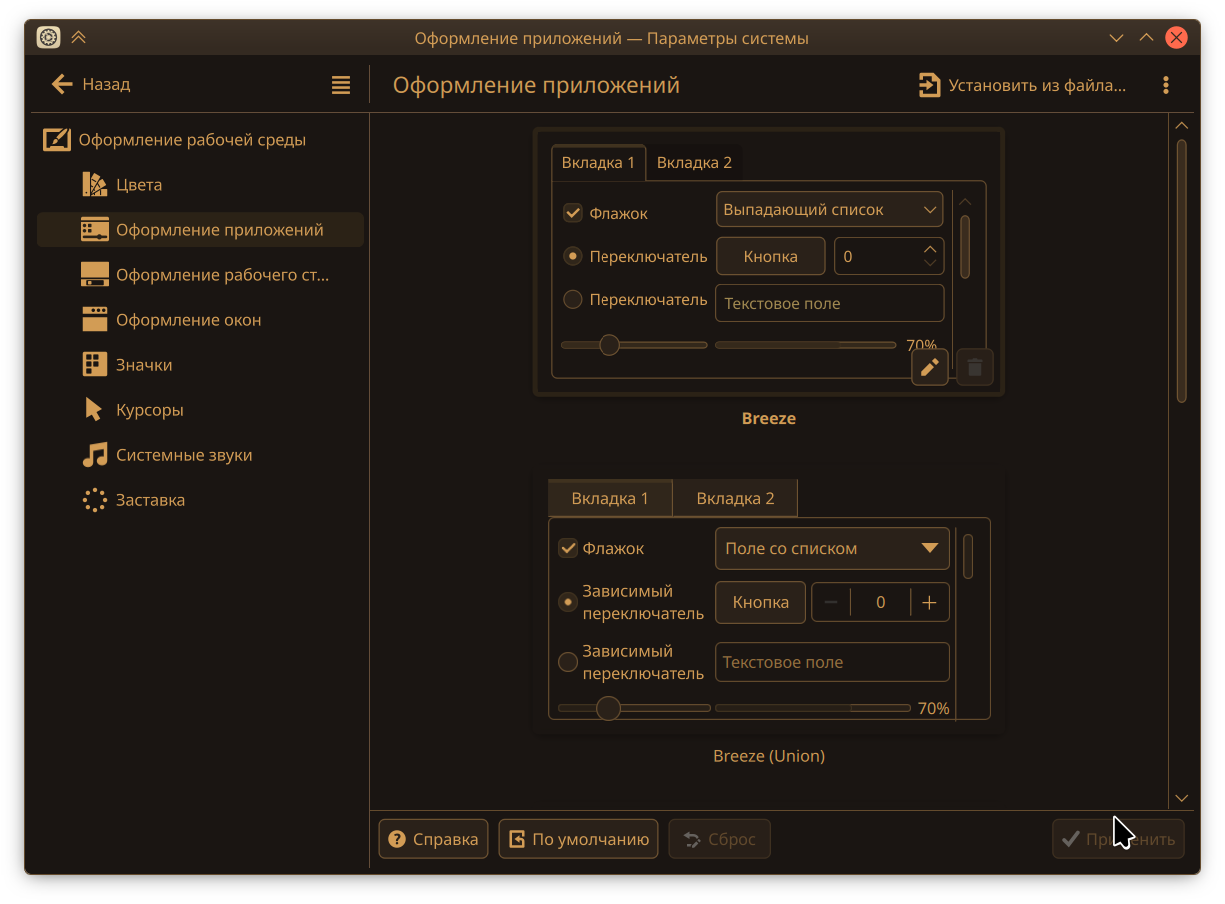 Оформление приложений — Параметры системы
Назад
Оформление приложений
Установить из файла...
Оформление рабочей среды
Цвета
Оформление приложений
Оформление рабочего ст...
Оформление окон
Значки
Курсоры
Системные звуки
Заставка
Вкладка 1
Вкладка 2
Флажок
Выпадающий список
Переключатель
Кнопка
0
Переключатель
Текстовое поле
70%
Breeze
Вкладка 1
Вкладка 2
Флажок
Поле со списком
Зависимый
переключатель
Кнопка
0
Зависимый
переключатель
Текстовое поле
70%
Breeze (Union)
Справка
По умолчанию
Сброс
Применить